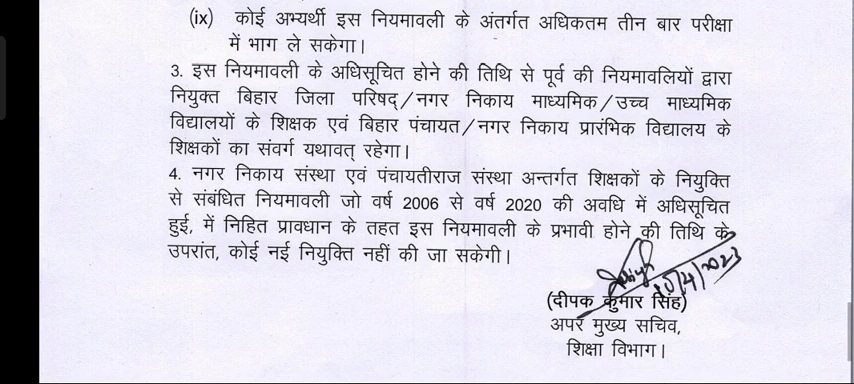 (ix) कोई अभ्यर्थी इस नियमावली के अंतर्गत अधिकतम तीन बार परीक्षा
में भाग ले सकेगा।
3. इस नियमावली के अधिसूचित होने की तिथि से पूर्व की नियमावलियों द्वारा
नियुक्त बिहार जिला परिषद्/नगर निकाय माध्यमिक/उच्च माध्यमिक
विद्यालयों के शिक्षक एवं बिहार पंचायत/नगर निकाय प्रारंभिक विद्यालय के
शिक्षकों का संवर्ग यथावत् रहेगा।
4. नगर निकाय संस्था एवं पंचायतीराज संस्था अन्तर्गत शिक्षकों के नियुक्ति
से संबंधित नियमावली जो वर्ष 2006 से वर्ष 2020 की अवधि में अधिसूचित
हुई, में निहित प्रावधान के तहत इस नियमावली के प्रभावी होने की तिथि के
उपरांत, कोई नई नियुक्ति नहीं की जा सकेगी।
(दीपक कुमार सिंह)
अपर मुख्य सचिव,
शिक्षा विभाग।